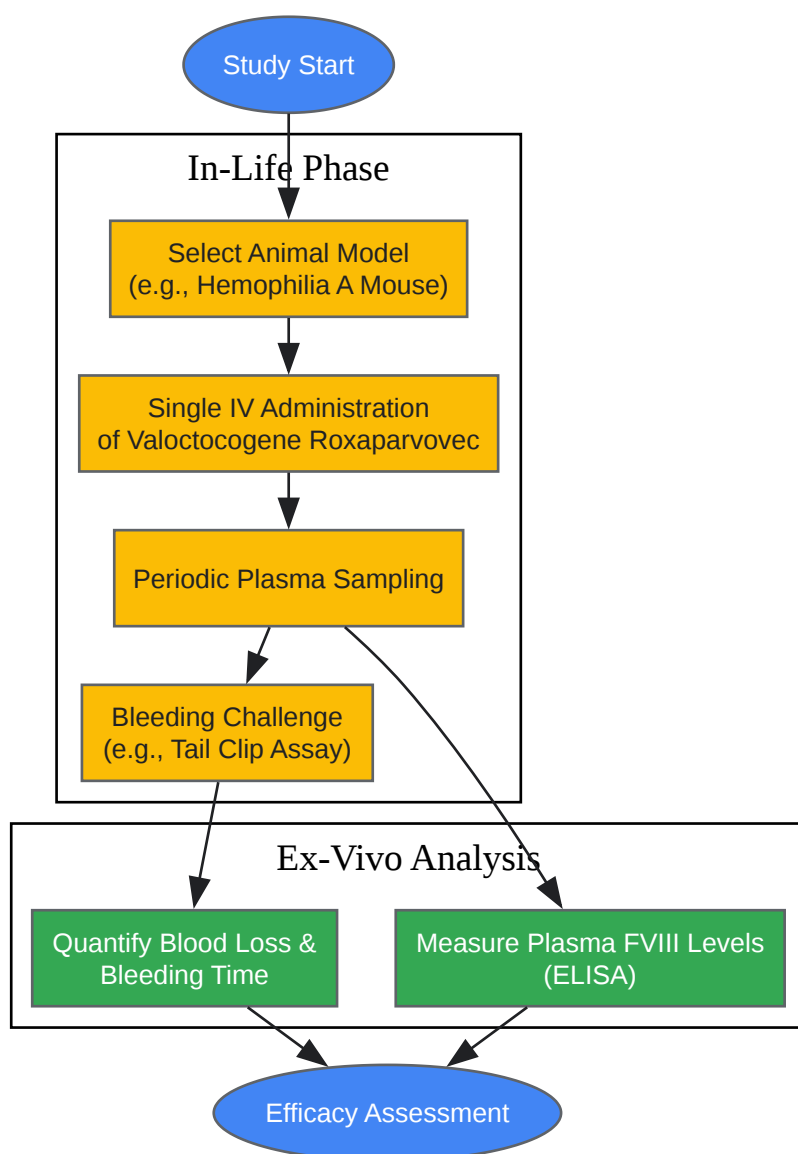 Study Start
In-Life Phase
Select Animal Model
(e.g., Hemophilia A Mouse)
Single IV Administration
of Valoctocogene Roxaparvovec
Periodic Plasma Sampling
Bleeding Challenge
(e.g., Tail Clip Assay)
Ex-Vivo Analysis
Quantify Blood Loss &
Bleeding Time
Measure Plasma FVIII Levels
(ELISA)
Efficacy Assessment